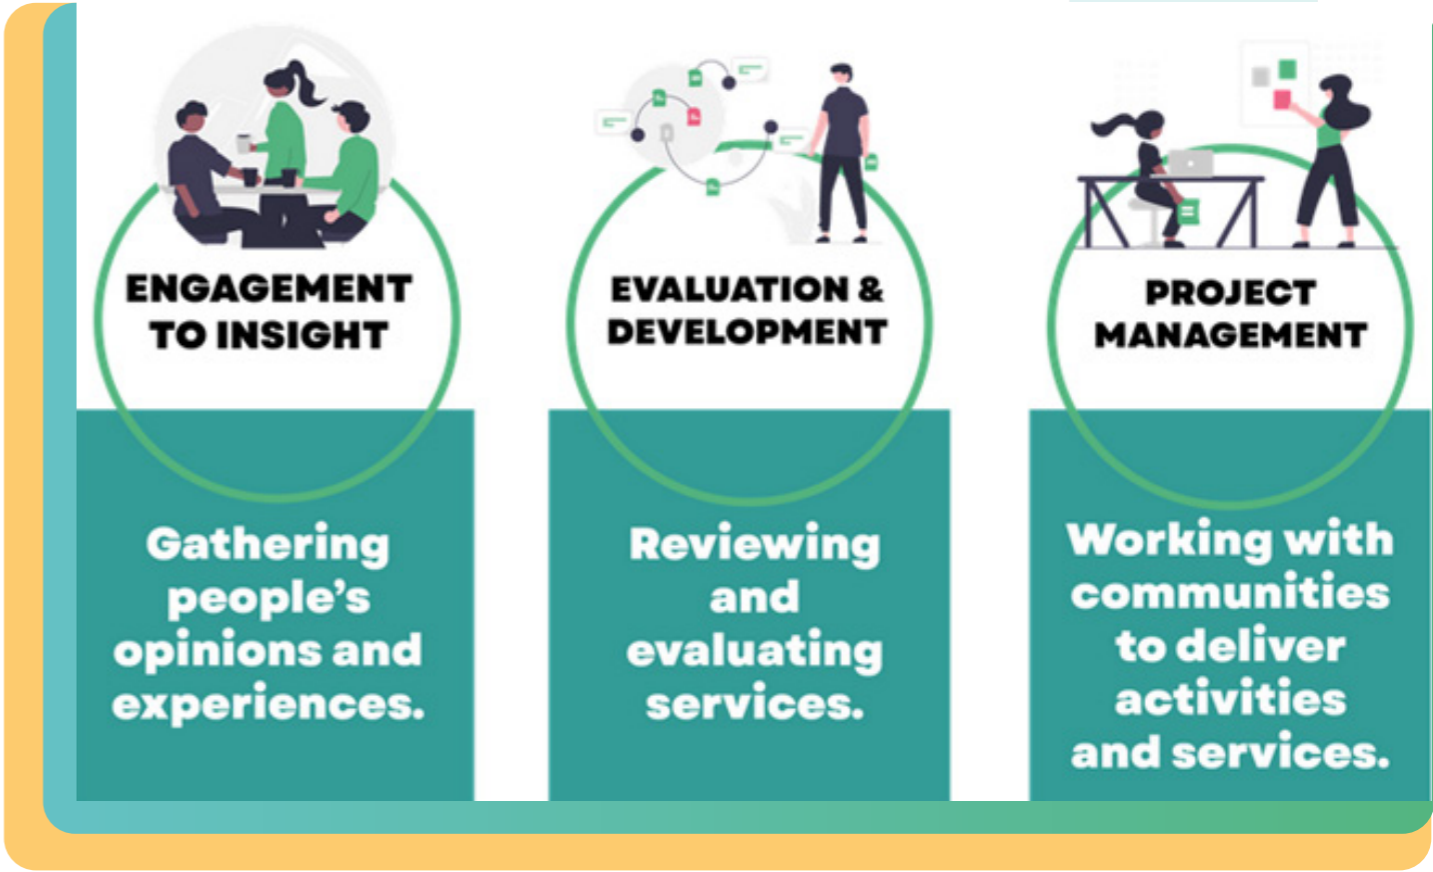 ENGAGEMENT
TO INSIGHT
Gathering
people’s
opinions and
experiences.
EVALUATION &
DEVELOPMENT
Reviewing
and
evaluating
services.
PROJECT
MANAGEMENT
Working with
communities
to deliver
activities
and services.